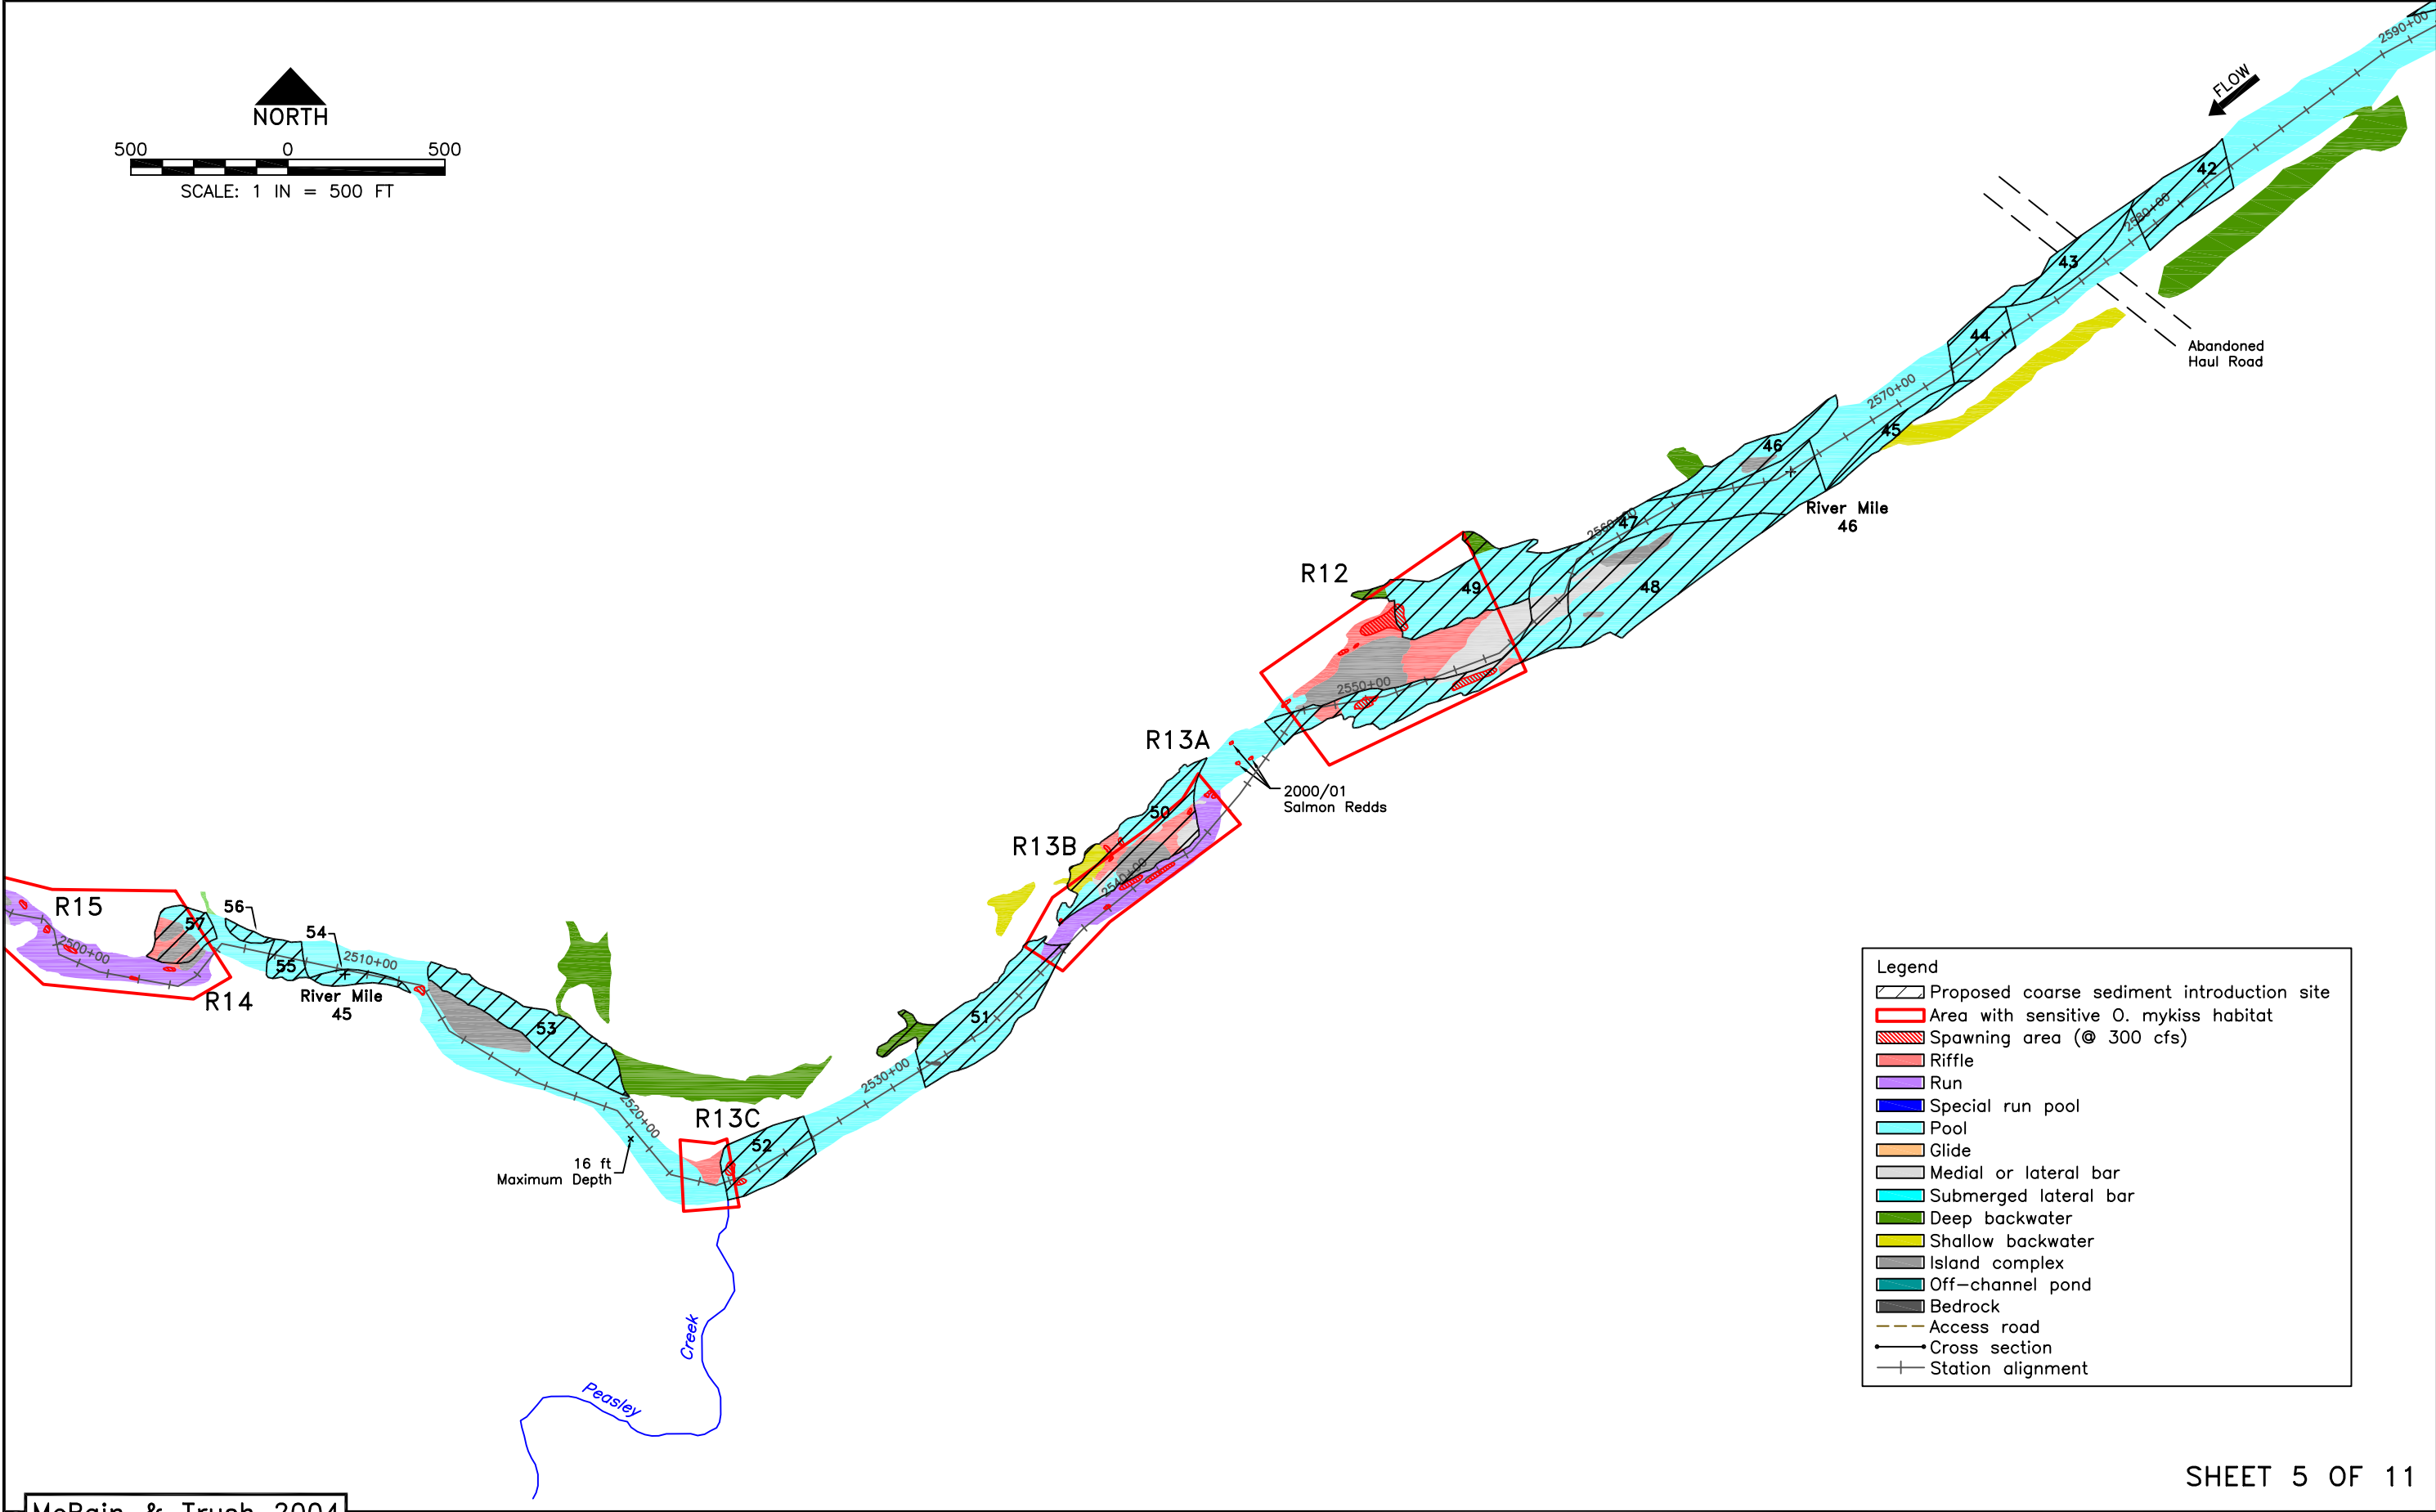 2590+00
FLOW
NORTH
500 0 500
SCALE: 1 IN = 500 FT
42
2580+00
43
44
Abandoned
Haul Road
2570+00
45
46
River Mile
46
47
2560+00
48
49
R12
2550+00
R13A
2000/01
Salmon Redds
50
R13B
2540+00
51
2530+00
R13C
52
2520+00
16 ft
Maximum Depth
53
2510+00
54
55
56
57
River Mile
45
R15
2500+00
R14
Creek
Peasley
Legend
Proposed coarse sediment introduction site
Area with sensitive O. mykiss habitat
Spawning area (@ 300 cfs)
Riffle
Run
Special run pool
Pool
Glide
Medial or lateral bar
Submerged lateral bar
Deep backwater
Shallow backwater
Island complex
Off-channel pond
Bedrock
Access road
Cross section
Station alignment
SHEET 5 OF 11
McBain & Trush 2004